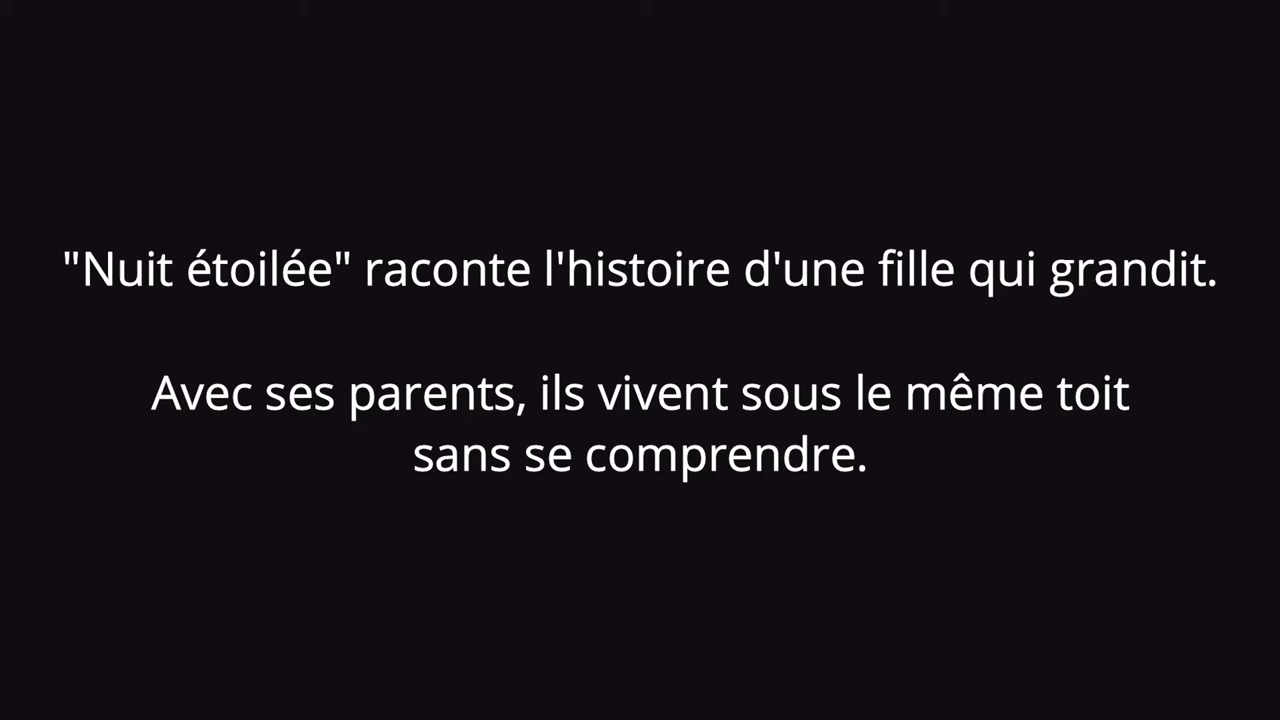 "Nuit étoilée" raconte l'histoire d'une fille qui grandit.
Avec ses parents, ils vivent sous le même toit
sans se comprendre.